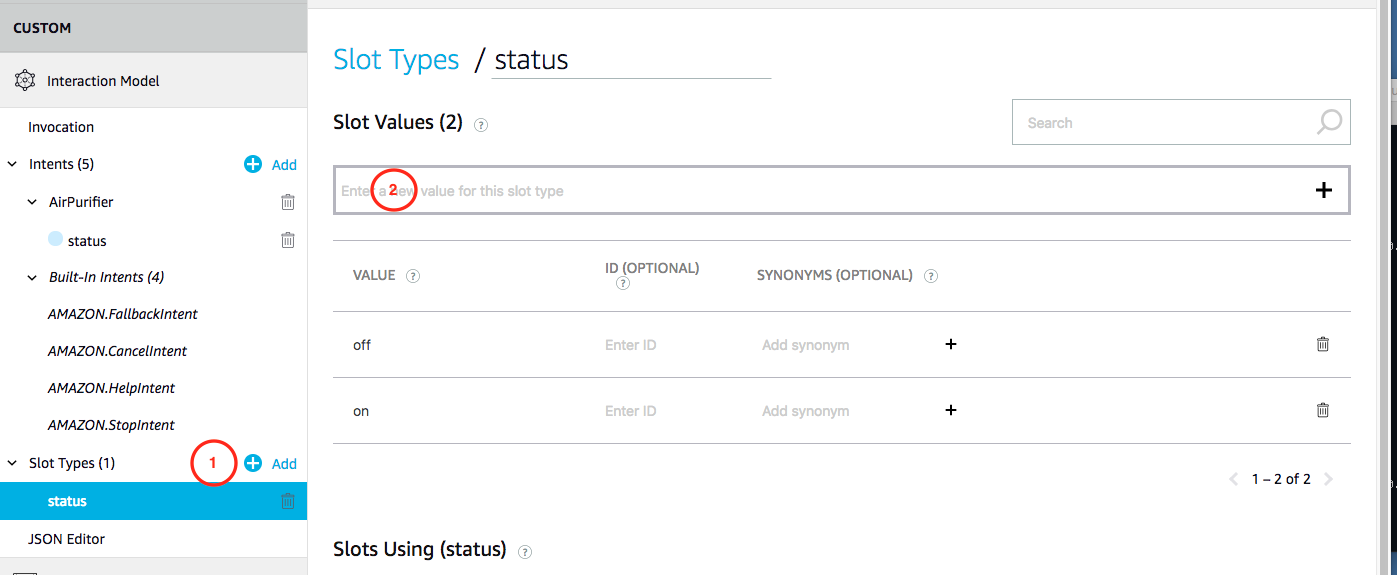 CUSTOM
Interaction Model
Invocation
Intents (5)
Add
AirPurifier
status
Built-In Intents (4)
AMAZON.FallbackIntent
AMAZON.CancelIntent
AMAZON.HelpIntent
AMAZON.StopIntent
Slot Types (1)
1
Add
status
JSON Editor
Slot Types / status
Slot Values (2) ?
Search
Enter a new value for this slot type
2
VALUE ?
ID (OPTIONAL)
?
SYNONYMS (OPTIONAL) ?
off Enter ID Add synonym
on Enter ID Add synonym
1 – 2 of 2
Slots Using (status) ?